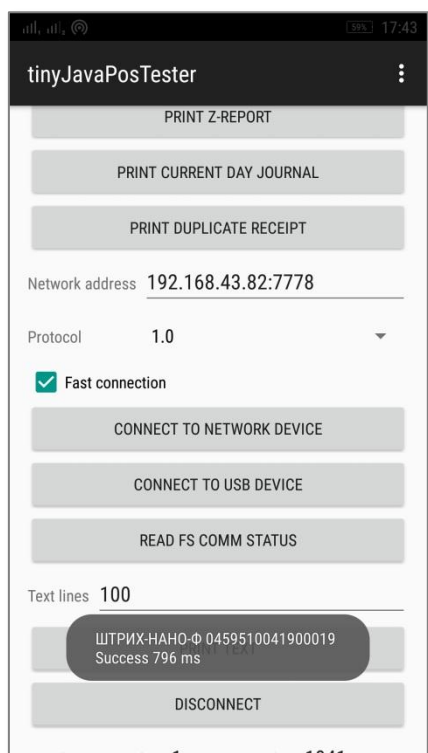 59% 17:43
tinyJavaPosTester
PRINT Z-REPORT
PRINT CURRENT DAY JOURNAL
PRINT DUPLICATE RECEIPT
Network address 192.168.43.82:7778
Protocol 1.0
Fast connection
CONNECT TO NETWORK DEVICE
CONNECT TO USB DEVICE
READ FS COMM STATUS
Text lines 100
PRINT TEXT
ШТРИХ-НАНО-Ф 0459510041900019
Success 796 ms
DISCONNECT